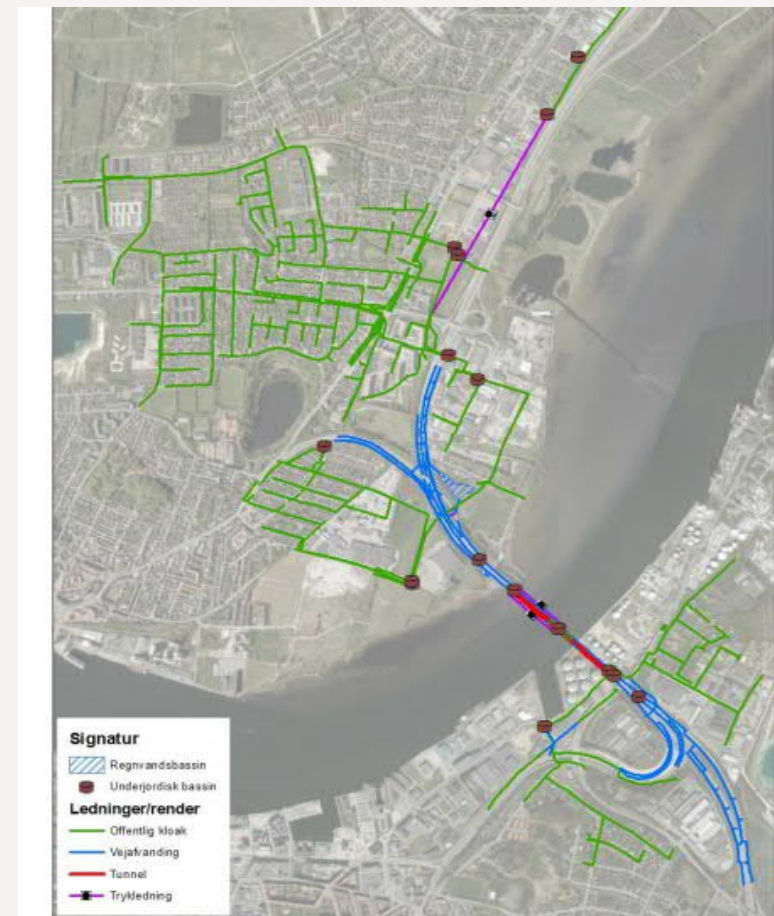 Signatur
Regnvandsbassin
Underjordisk bassin
Ledninger/render
Offentlig kloak
Vejafvanding
Tunnel
Trykledning